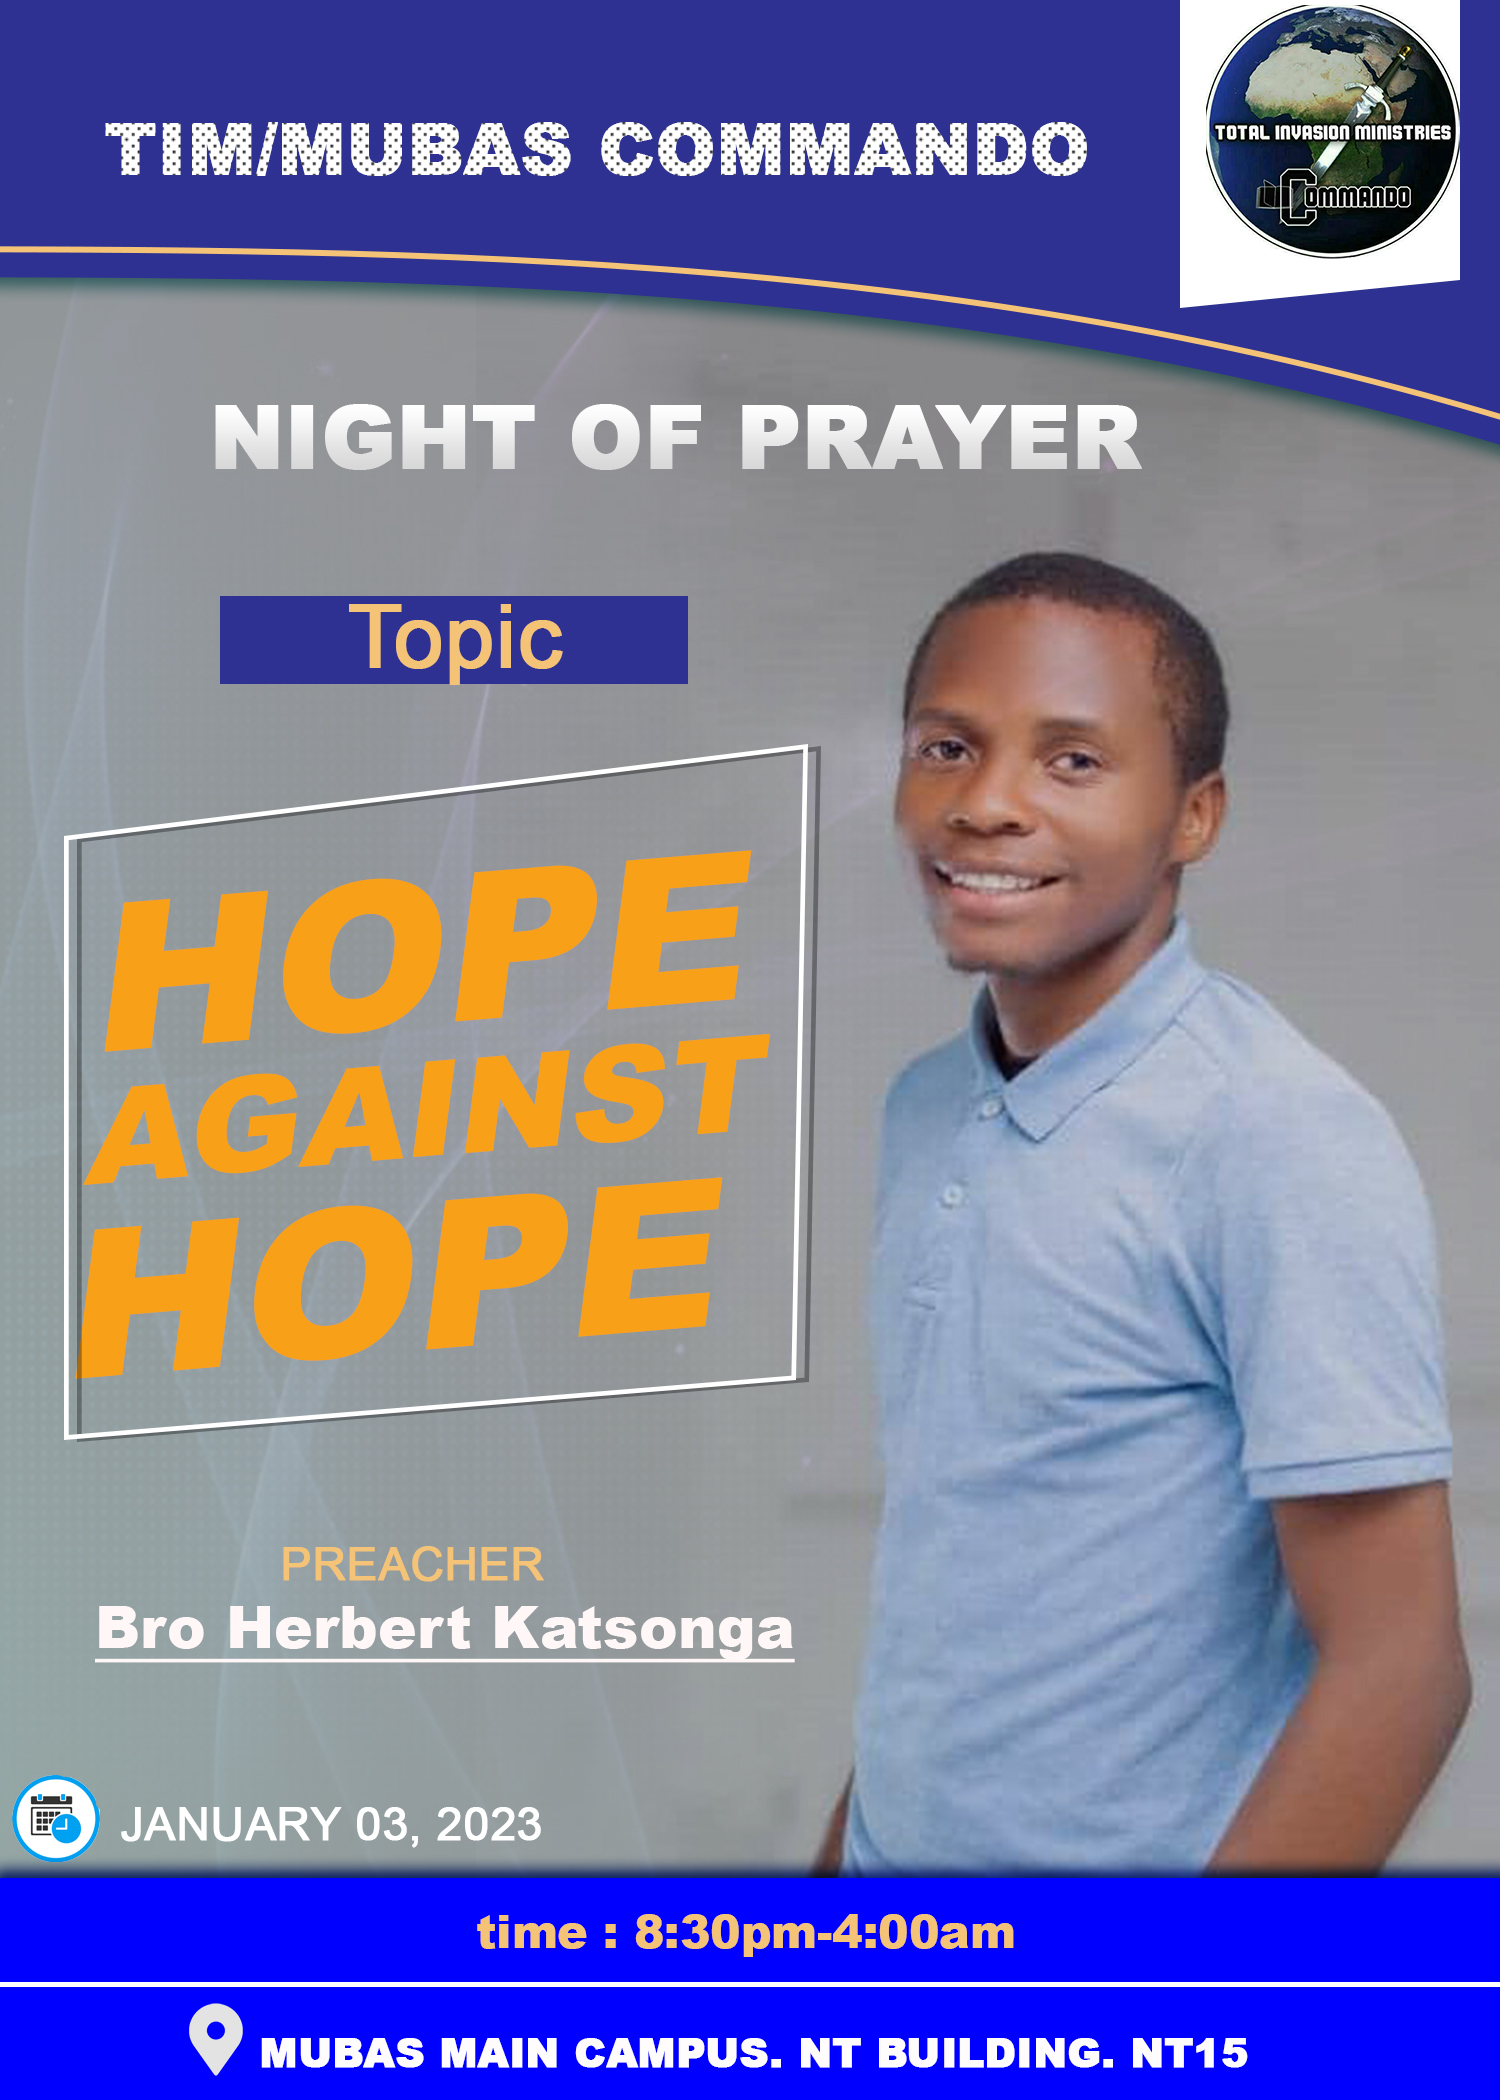 TIM/MUBAS COMMANDO
TOTAL INVASION MINISTRIES
COMMANDO
NIGHT OF PRAYER
Topic
HOPE
AGAINST
HOPE
PREACHER
Bro Herbert Katsonga
JANUARY 03, 2023
time : 8:30pm-4:00am
MUBAS MAIN CAMPUS. NT BUILDING. NT15